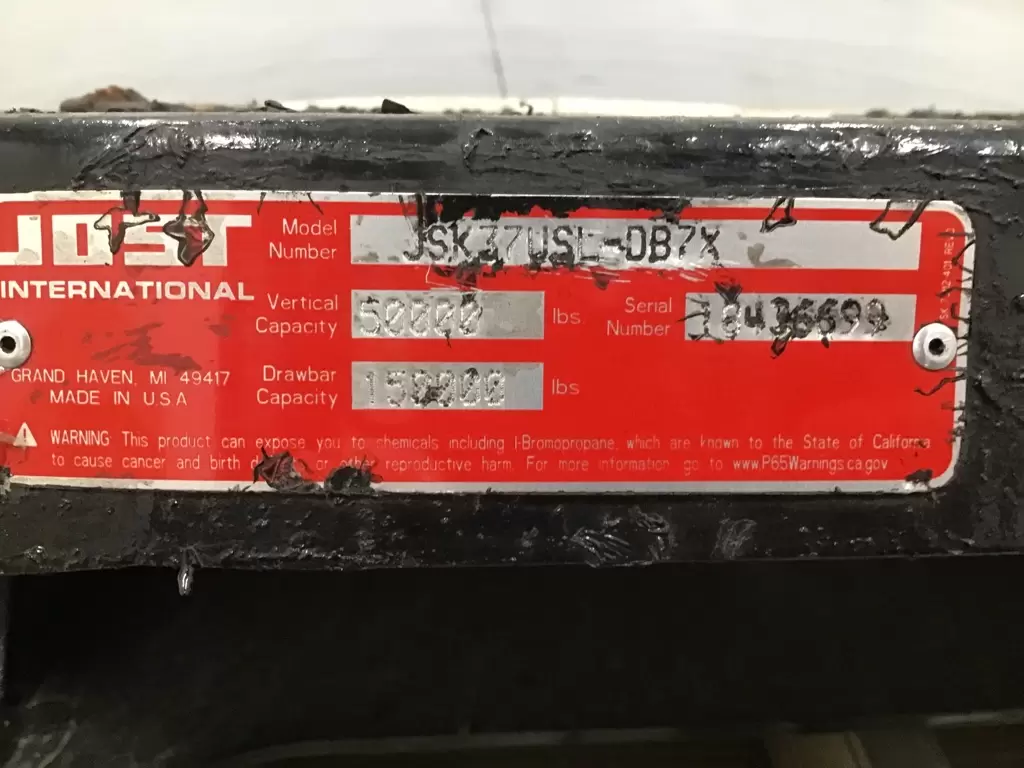 JOST
INTERNATIONAL
GRAND HAVEN, MI 49417
MADE IN U.S.A
Model Number JSK37USL-DB7X
Vertical Capacity 50000 lbs.
Serial Number
Drawbar Capacity 150000 lbs
WARNING This product can expose you to chemicals including 1-Bromopropane, which are known to the State of California
to cause cancer and birth or other reproductive harm. For more information go to www.P65Warnings.ca.gov